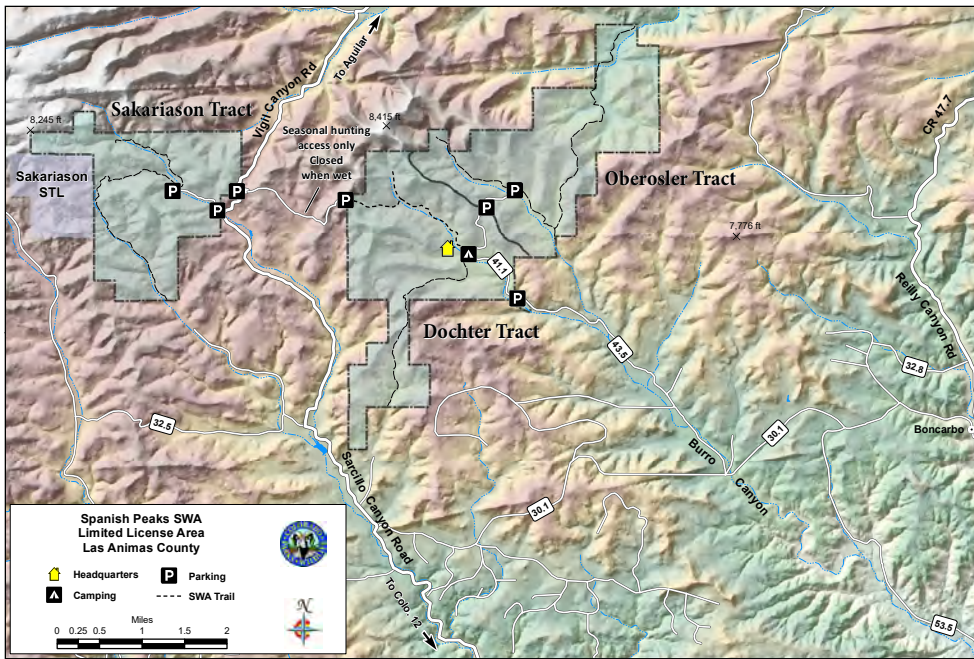 To Aguilar
Vigil Canyon Rd
Sakariason Tract
8,245 ft
8,415 ft
CR 47.7
Seasonal hunting
access only
Closed
when wet
Sakariason
STL
P
P
P
P
P
P
P
Oberosler Tract
7,776 ft
41.1
Dochter Tract
43.5
Reilly Canyon Rd
32.8
32.5
Boncarbo
30.1
Burro
Canyon
Sarcillo Canyon Road
30.1
To Colo. 12
53.5
Spanish Peaks SWA
Limited License Area
Las Animas County
Headquarters
P Parking
Camping
SWA Trail
Miles
0 0.25 0.5 1 1.5 2
N